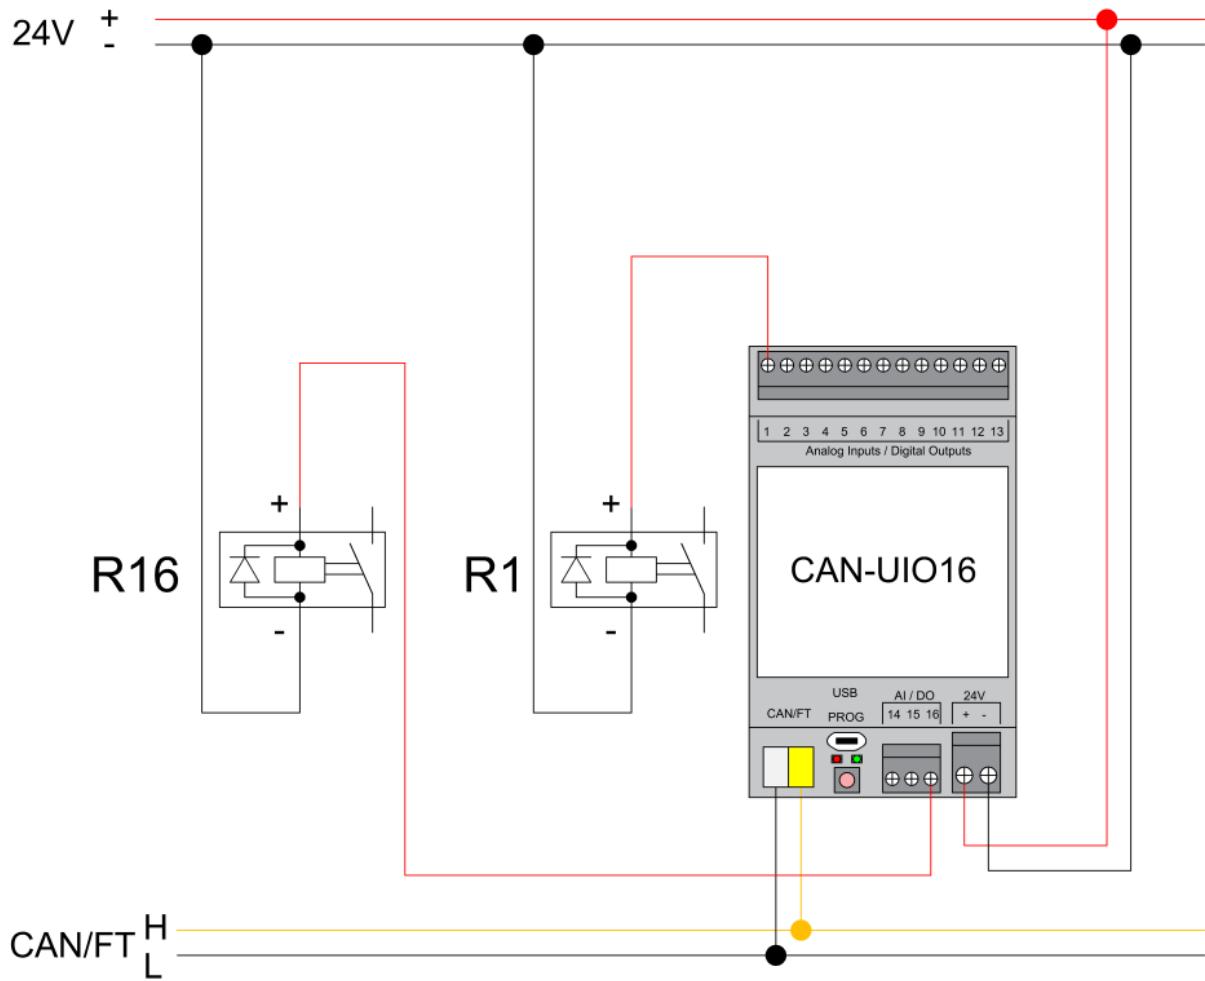 24V + -
1 2 3 4 5 6 7 8 9 10 11 12 13
Analog Inputs / Digital Outputs
+ +
R16 R1 CAN-UIO16
- -
USB AI / DO 24V
CAN/FT PROG 14 15 16 + -
CAN/FT H
L